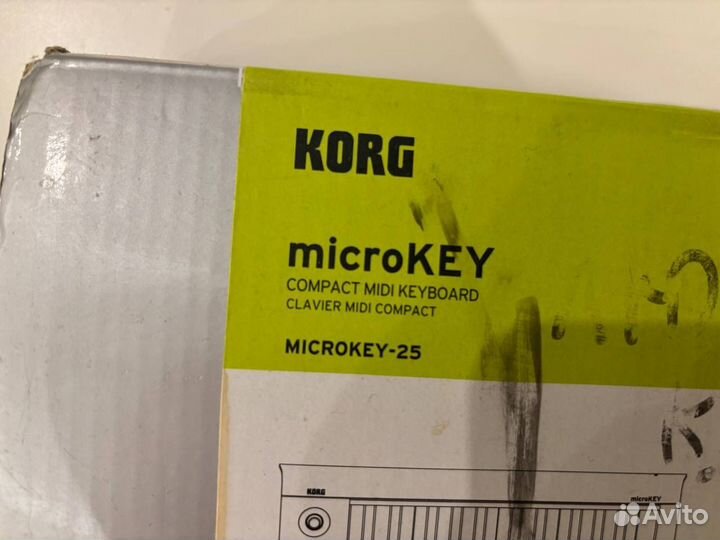 KORG
microKEY
COMPACT MIDI KEYBOARD
CLAVIER MIDI COMPACT
MICROKEY-25
KORG
microKEY
Avito